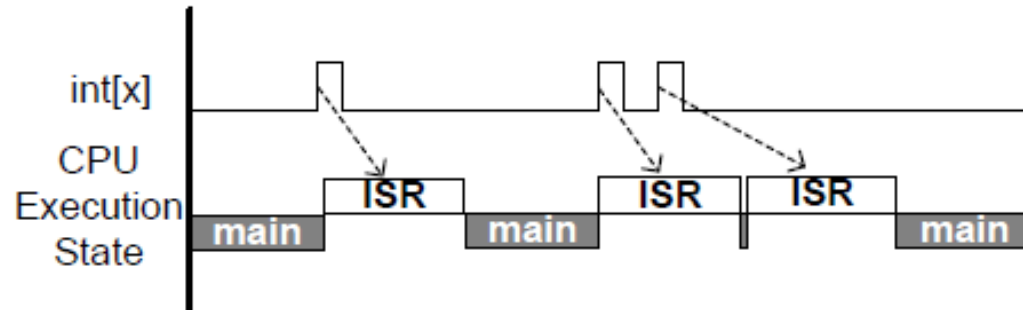 int[x]
CPU
Execution
State
ISR ISR ISR
main main main